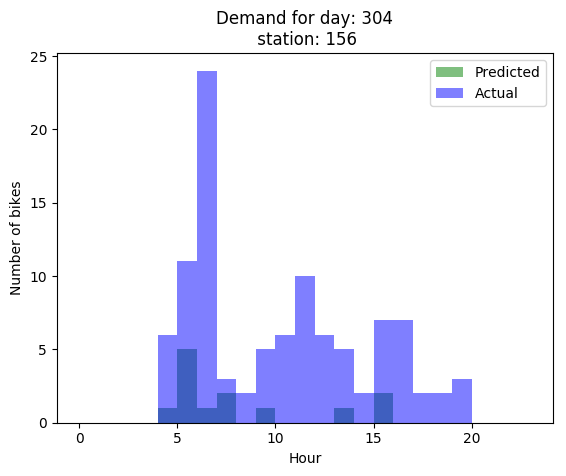 Demand for day: 304
station: 156
Predicted
Actual
25
20
15
10
5
0
Number of bikes
0 5 10 15 20
Hour